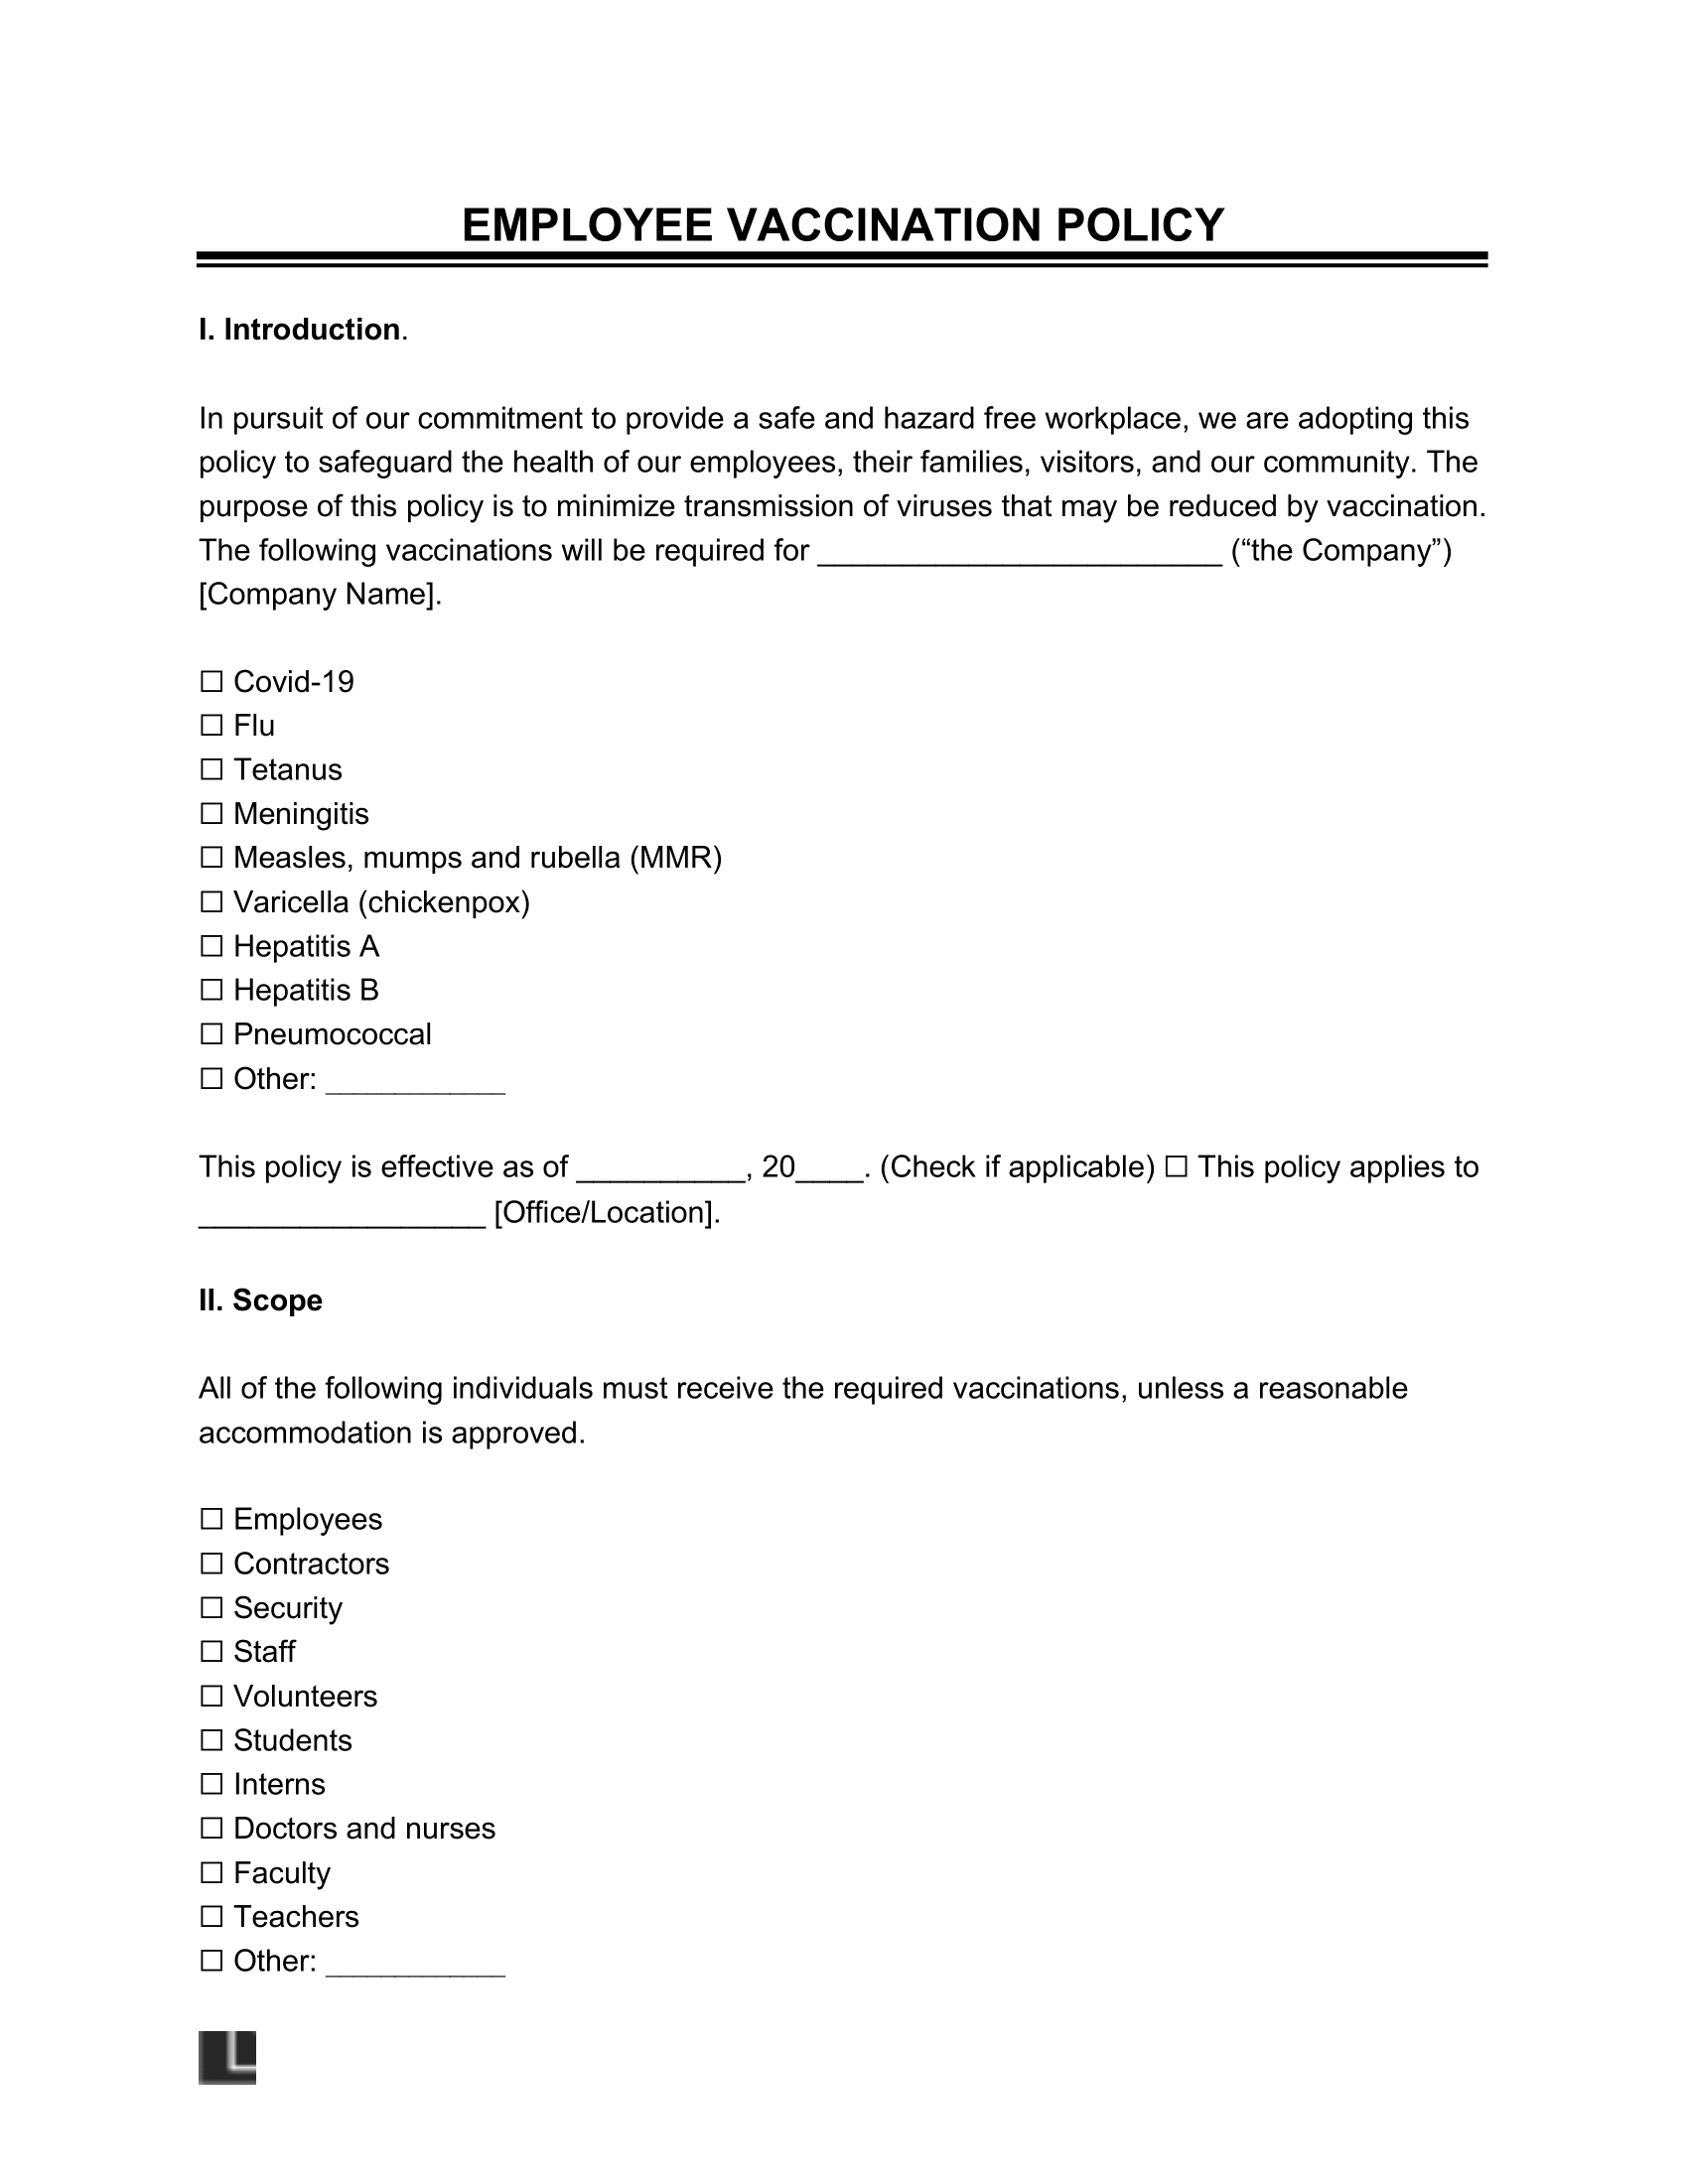 EMPLOYEE VACCINATION POLICY
I. Introduction.
In pursuit of our commitment to provide a safe and hazard free workplace, we are adopting this
policy to safeguard the health of our employees, their families, visitors, and our community. The
purpose of this policy is to minimize transmission of viruses that may be reduced by vaccination.
The following vaccinations will be required for ________________________ (“the Company”)
[Company Name].
☐ Covid-19
☐ Flu
☐ Tetanus
☐ Meningitis
☐ Measles, mumps and rubella (MMR)
☐ Varicella (chickenpox)
☐ Hepatitis A
☐ Hepatitis B
☐ Pneumococcal
☐ Other: ____________
This policy is effective as of __________, 20____. (Check if applicable) ☐ This policy applies to
_________________ [Office/Location].
II. Scope
All of the following individuals must receive the required vaccinations, unless a reasonable
accommodation is approved.
☐ Employees
☐ Contractors
☐ Security
☐ Staff
☐ Volunteers
☐ Students
☐ Interns
☐ Doctors and nurses
☐ Faculty
☐ Teachers
☐ Other: ____________